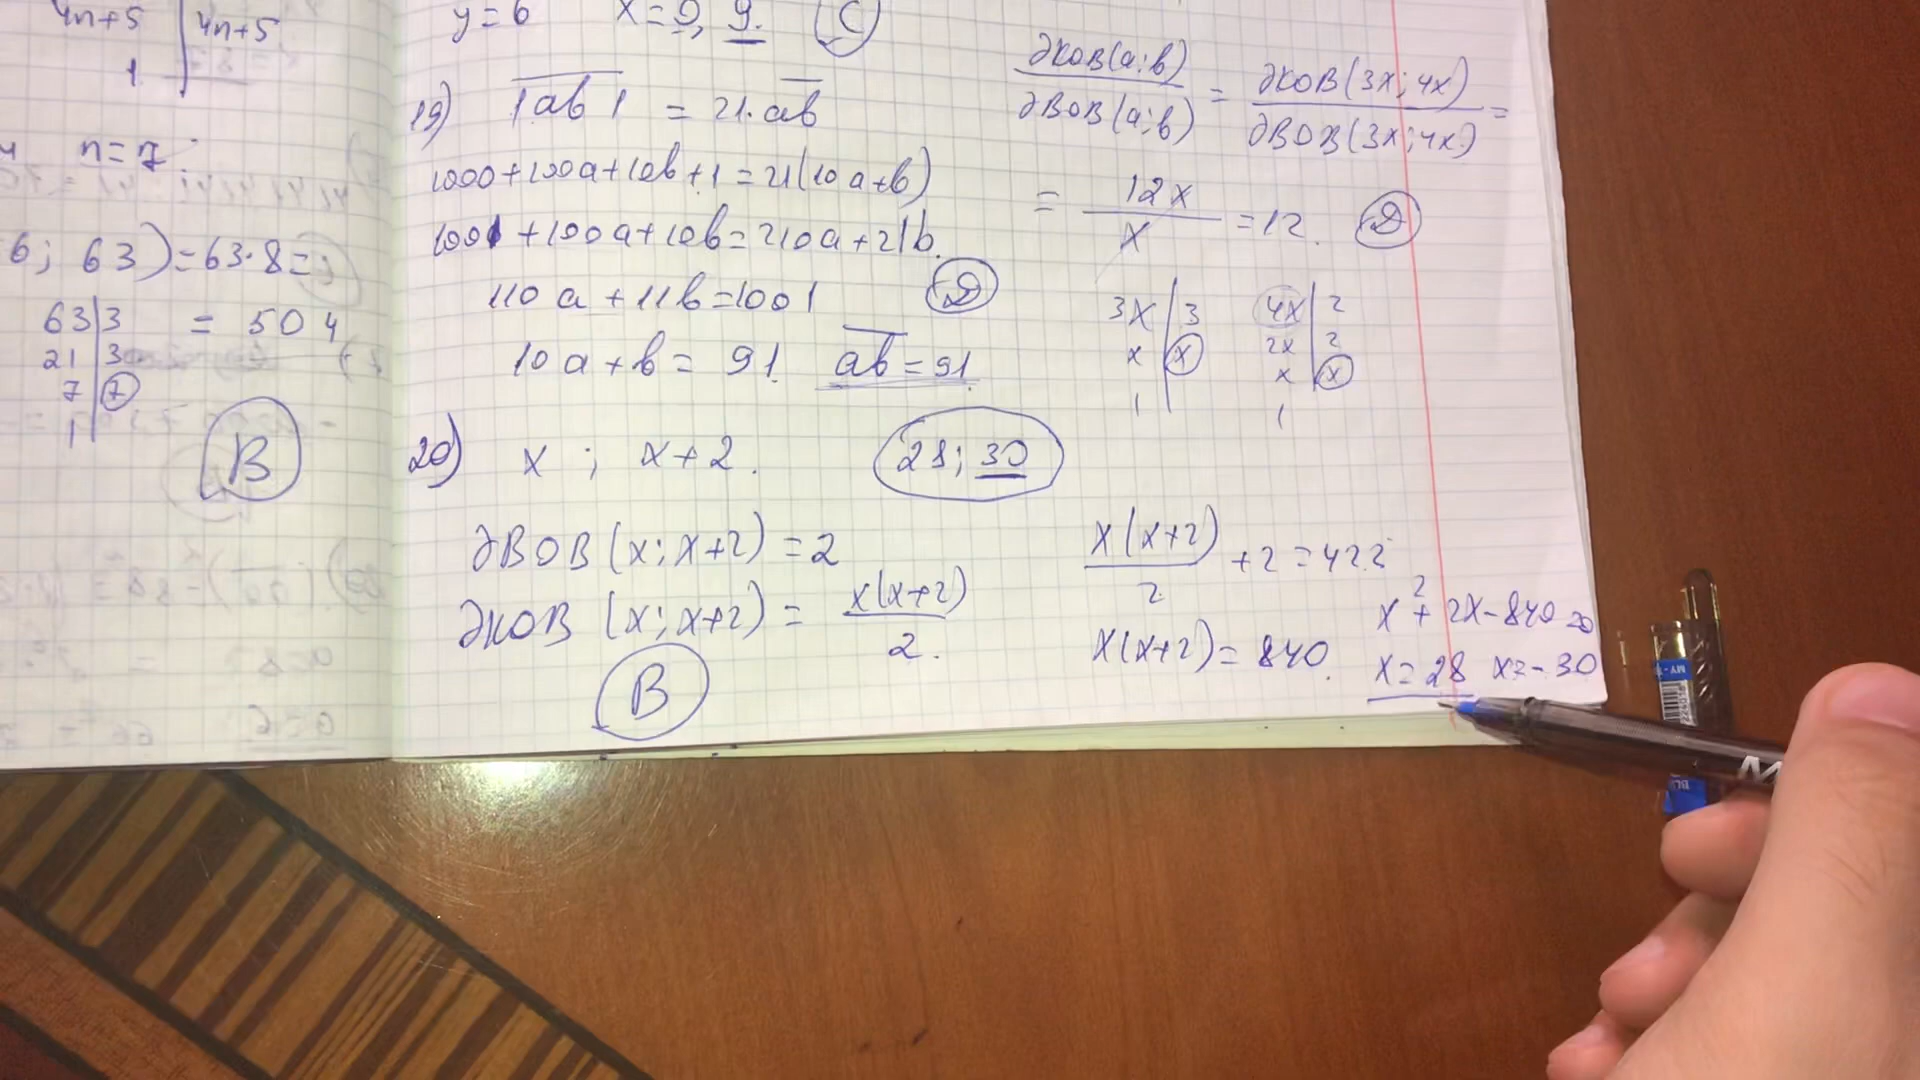 4n+5 | 4n+5
1
n=7
6; 63)=63·8=
63 | 3 = 504
21 | 3
7 | 7
1
B
y=6 x=9, 9. C
19) 1ab1 = 21·ab
1000+100a+10b+1=21(10a+b)
1001+100a+10b=210a+21b.
110a+11b=1001 D
10a+b=91. ab=91
20) x ; x+2. 28; 30
ƏBOB(x; x+2)=2
ƏKOB(x; x+2)= x(x+2)
2.
B
ƏKOB(a;b) = ƏKOB(3x; 4x) =
ƏBOB(a;b) ƏBOB(3x; 4x)
= 12x =12. D
x
3x | 3 4x | 2
x | x 2x | 2
1 x | x
1
x(x+2) +2=422
2
x(x+2)=840.
x²+2x-840=0
x=28 x=-30